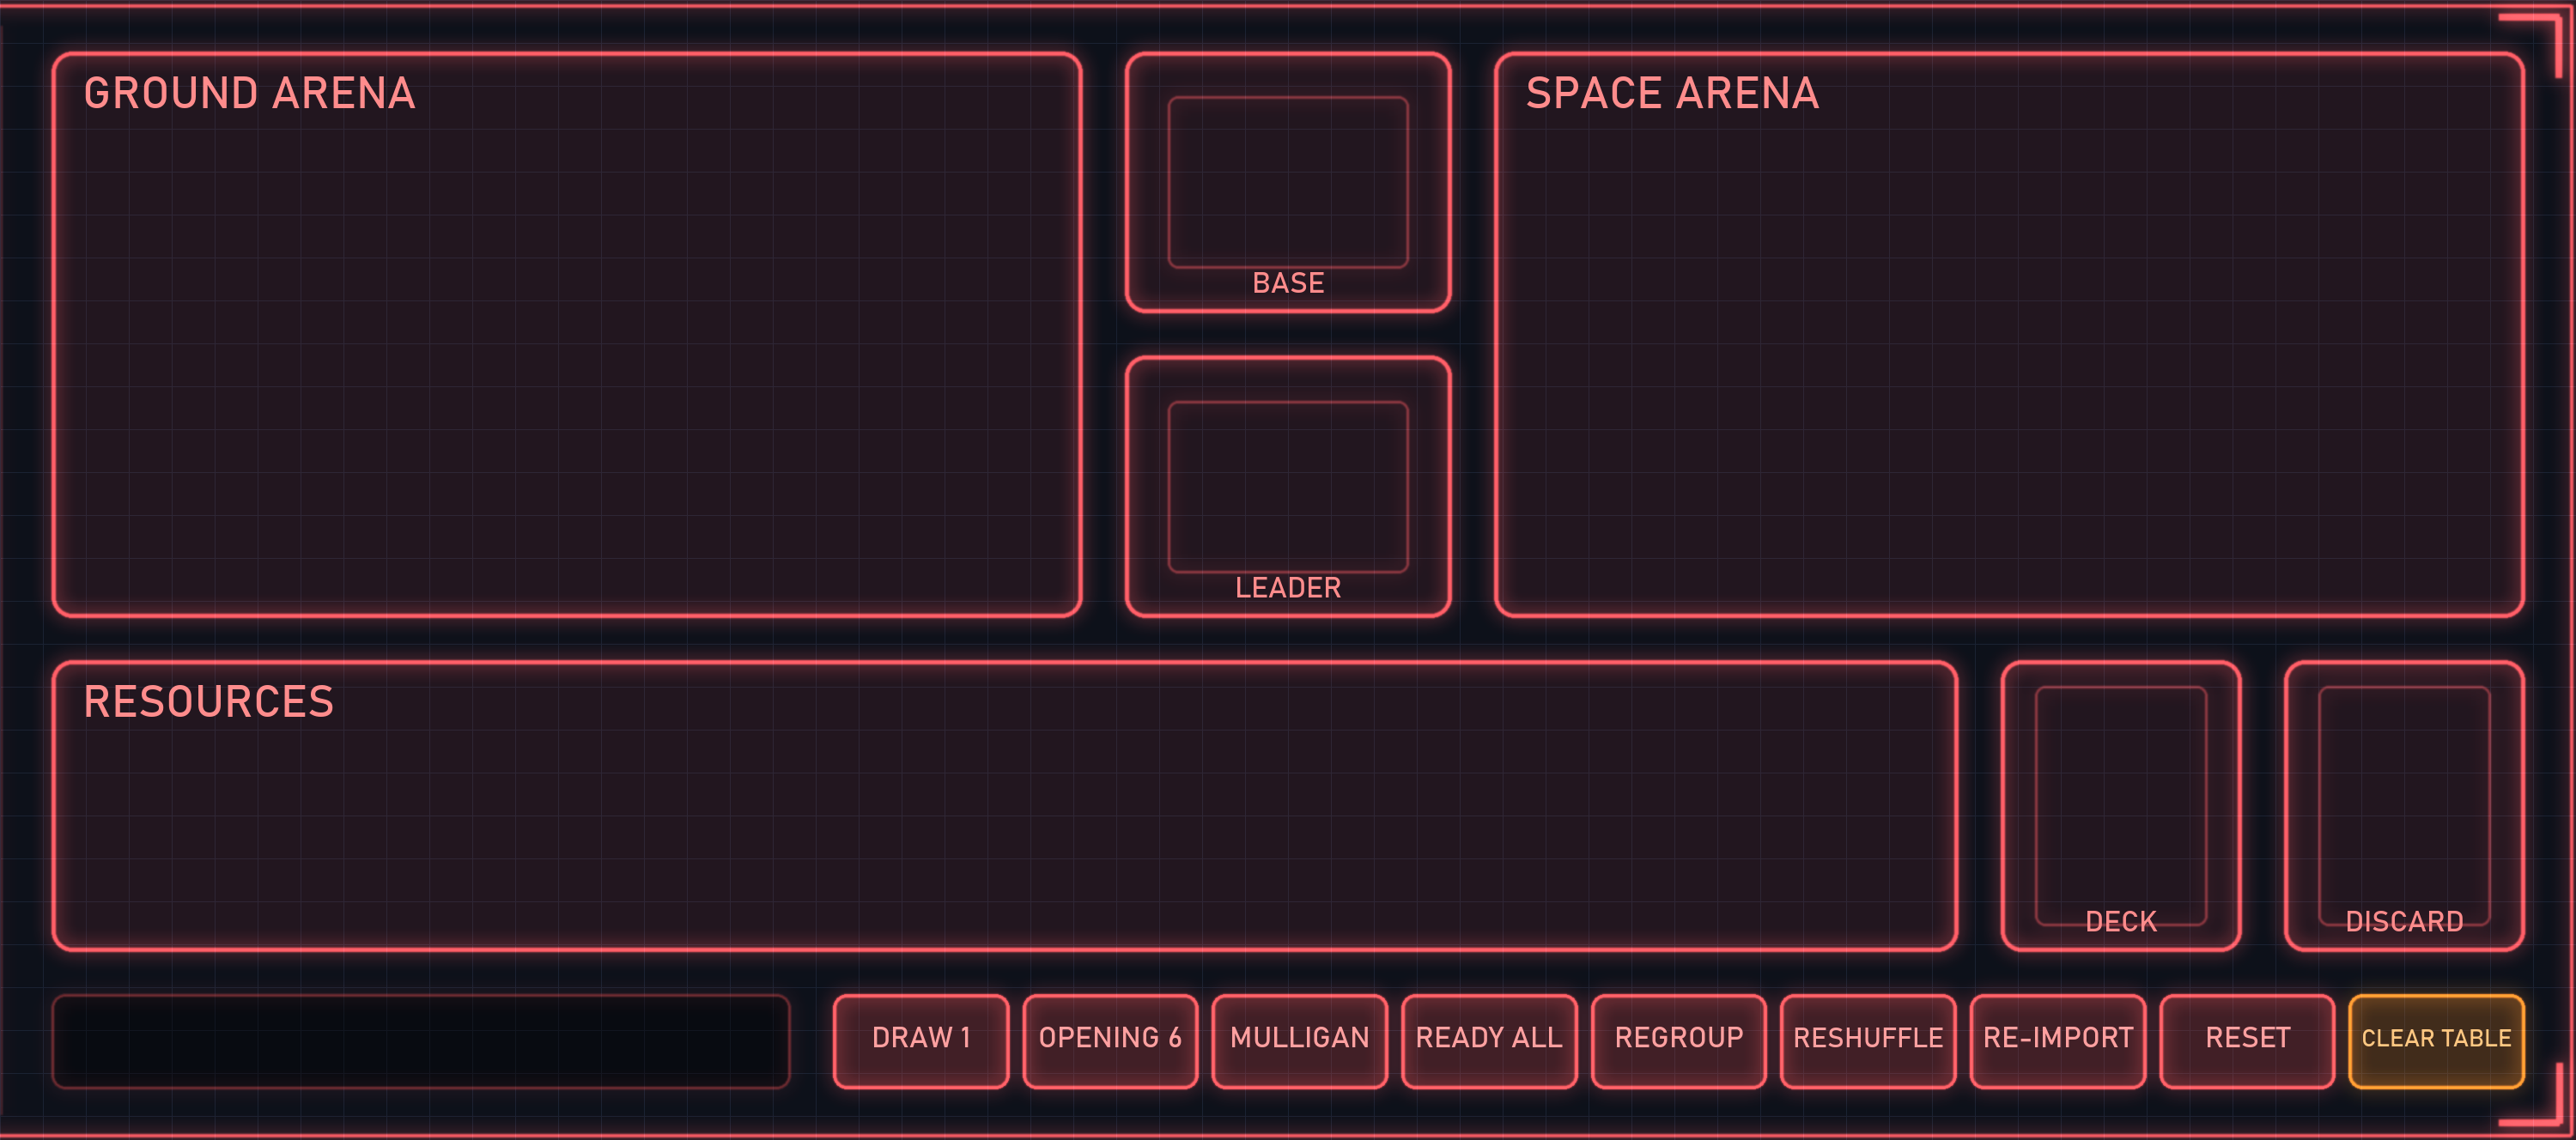 GROUND ARENA
SPACE ARENA
BASE
LEADER
RESOURCES
DECK
DISCARD
DRAW 1
OPENING 6
MULLIGAN
READY ALL
REGROUP
RESHUFFLE
RE-IMPORT
RESET
CLEAR TABLE